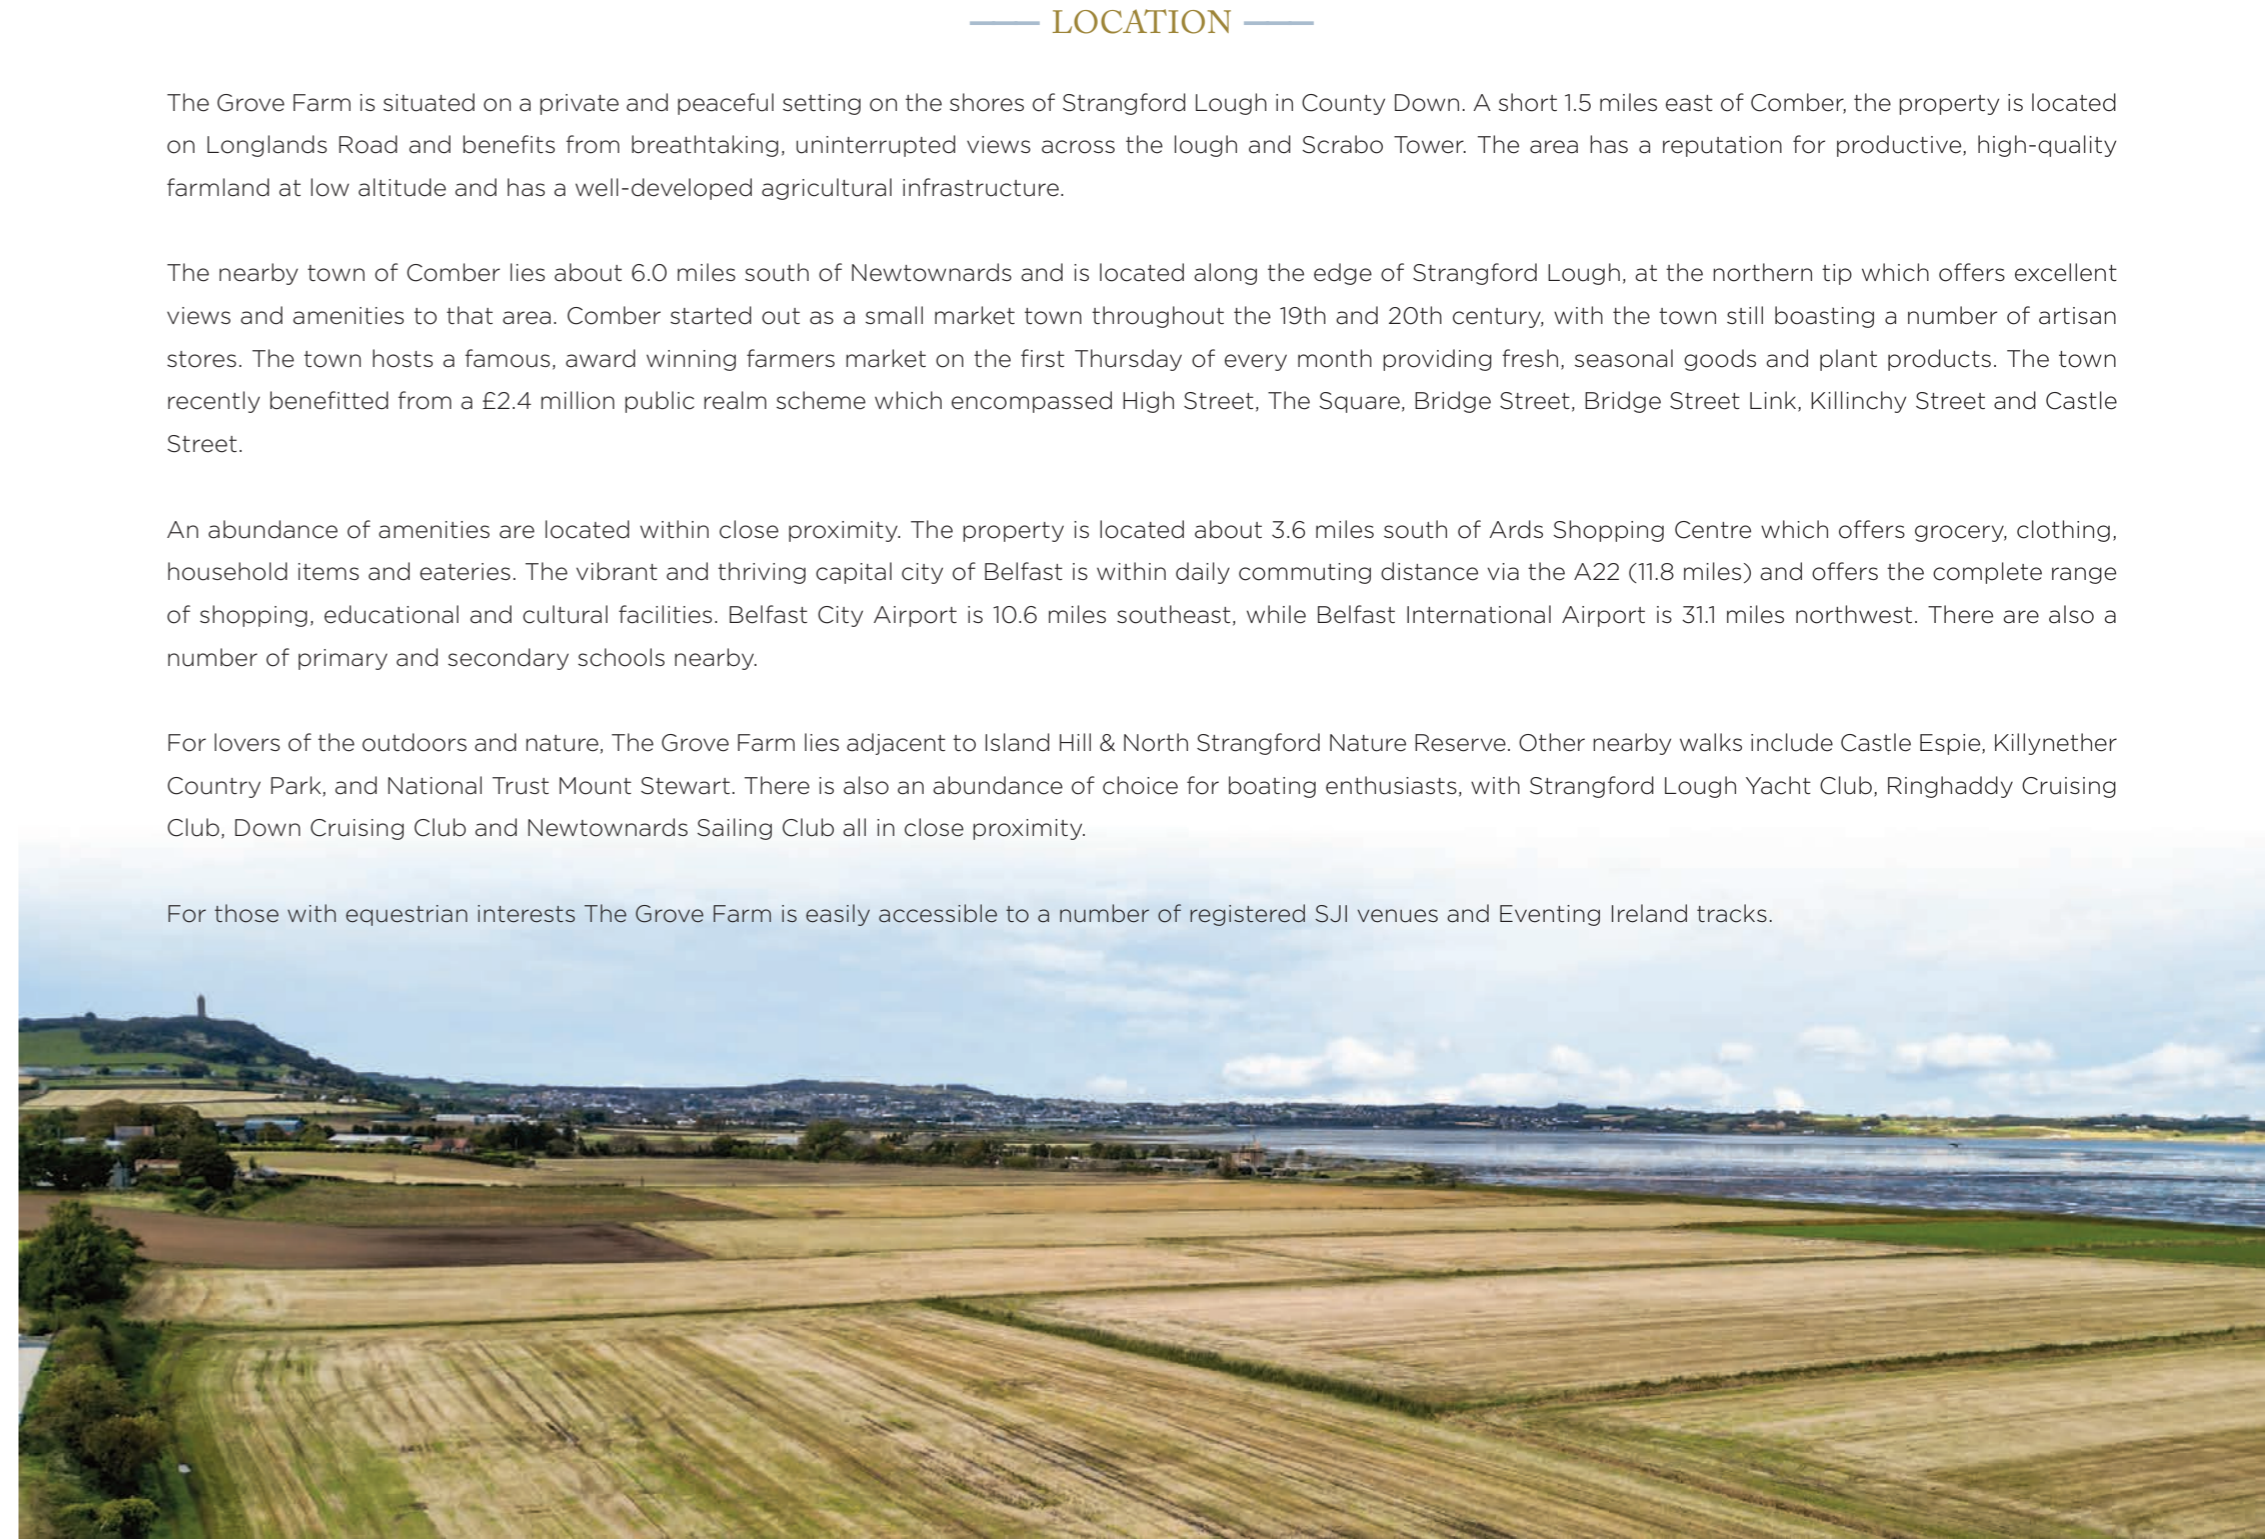 LOCATION
The Grove Farm is situated on a private and peaceful setting on the shores of Strangford Lough in County Down. A short 1.5 miles east of Comber, the property is located
on Longlands Road and benefits from breathtaking, uninterrupted views across the lough and Scrabo Tower. The area has a reputation for productive, high-quality
farmland at low altitude and has a well-developed agricultural infrastructure.
The nearby town of Comber lies about 6.0 miles south of Newtownards and is located along the edge of Strangford Lough, at the northern tip which offers excellent
views and amenities to that area. Comber started out as a small market town throughout the 19th and 20th century, with the town still boasting a number of artisan
stores. The town hosts a famous, award winning farmers market on the first Thursday of every month providing fresh, seasonal goods and plant products. The town
recently benefitted from a £2.4 million public realm scheme which encompassed High Street, The Square, Bridge Street, Bridge Street Link, Killinchy Street and Castle
Street.
An abundance of amenities are located within close proximity. The property is located about 3.6 miles south of Ards Shopping Centre which offers grocery, clothing,
household items and eateries. The vibrant and thriving capital city of Belfast is within daily commuting distance via the A22 (11.8 miles) and offers the complete range
of shopping, educational and cultural facilities. Belfast City Airport is 10.6 miles southeast, while Belfast International Airport is 31.1 miles northwest. There are also a
number of primary and secondary schools nearby.
For lovers of the outdoors and nature, The Grove Farm lies adjacent to Island Hill & North Strangford Nature Reserve. Other nearby walks include Castle Espie, Killynether
Country Park, and National Trust Mount Stewart. There is also an abundance of choice for boating enthusiasts, with Strangford Lough Yacht Club, Ringhaddy Cruising
Club, Down Cruising Club and Newtownards Sailing Club all in close proximity.
For those with equestrian interests The Grove Farm is easily accessible to a number of registered SJI venues and Eventing Ireland tracks.